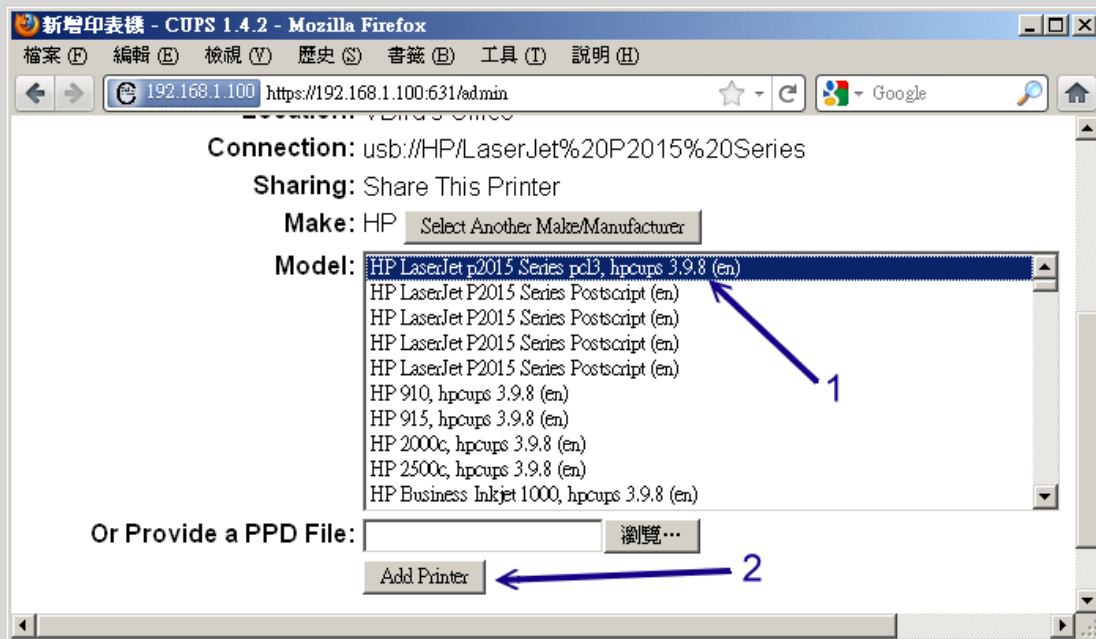 新增印表機 - CUPS 1.4.2 - Mozilla Firefox
檔案 (F) 編輯 (E) 檢視 (V) 歷史 (S) 書籤 (B) 工具 (T) 說明 (H)
192.168.1.100 https://192.168.1.100:631/admin Google
Location: VBird's Office
Connection: usb://HP/LaserJet%20P2015%20Series
Sharing: Share This Printer
Make: HP Select Another Make/Manufacturer
Model: HP LaserJet p2015 Series pcl3, hpcups 3.9.8 (en)
HP LaserJet P2015 Series Postscript (en)
HP LaserJet P2015 Series Postscript (en)
HP LaserJet P2015 Series Postscript (en)
HP LaserJet P2015 Series Postscript (en)
HP 910, hpcups 3.9.8 (en)
1
HP 915, hpcups 3.9.8 (en)
HP 2000c, hpcups 3.9.8 (en)
HP 2500c, hpcups 3.9.8 (en)
HP Business Inkjet 1000, hpcups 3.9.8 (en)
Or Provide a PPD File: 瀏覽…
Add Printer 2